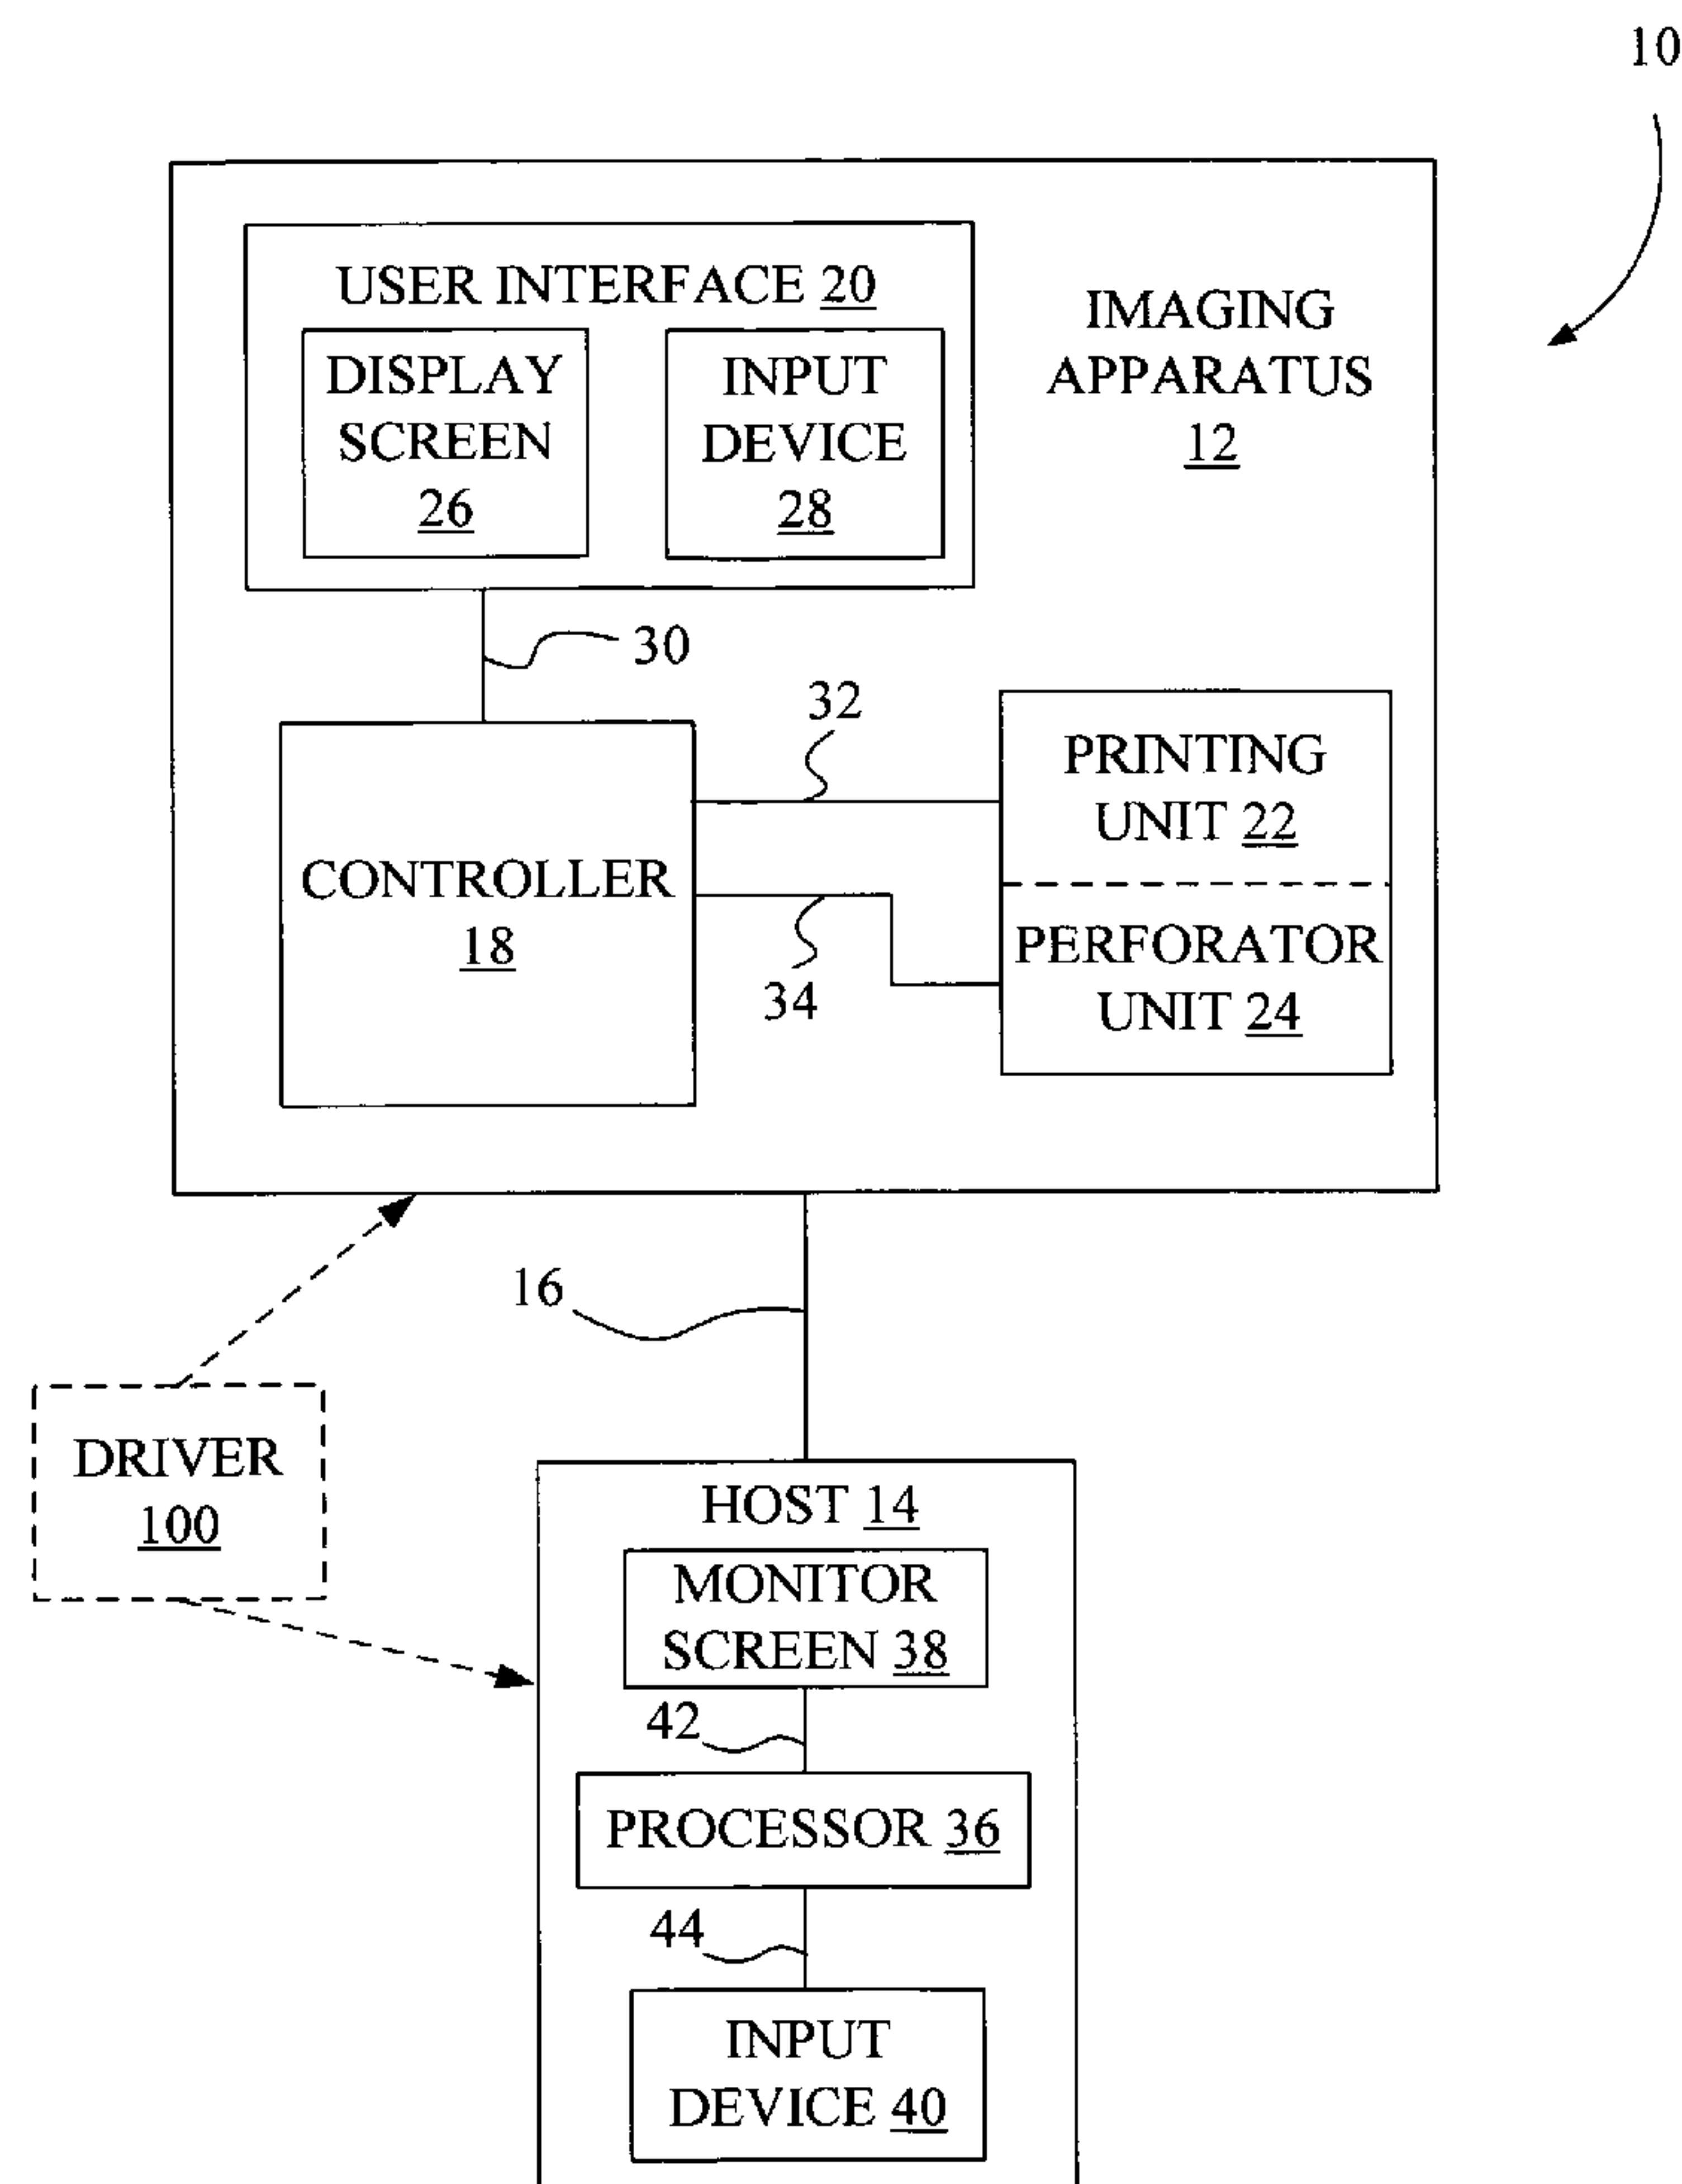 10
USER INTERFACE 20
DISPLAY
SCREEN
26
INPUT
DEVICE
28
IMAGING
APPARATUS
12
30
32
PRINTING
UNIT 22
CONTROLLER
18
PERFORATOR
UNIT 24
34
16
DRIVER
100
HOST 14
MONITOR
SCREEN 38
42
PROCESSOR 36
44
INPUT
DEVICE 40